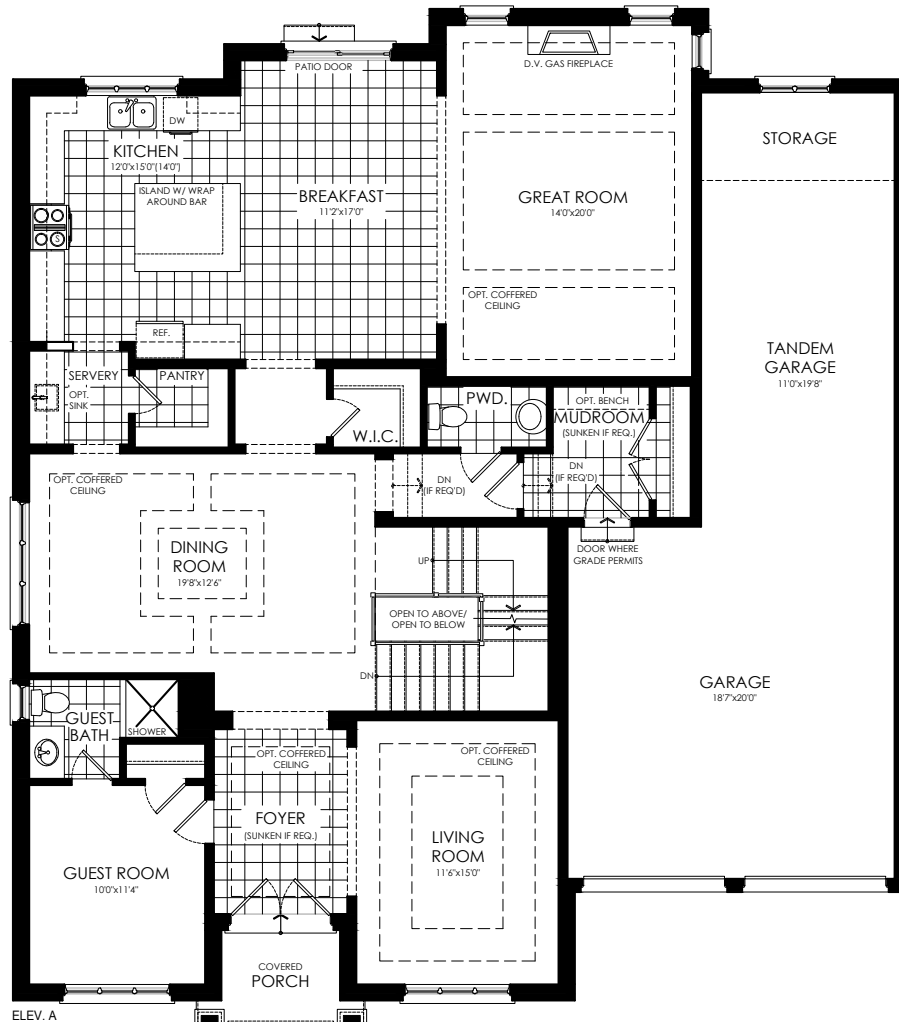 PATIO DOOR
D.V. GAS FIREPLACE
DW
STORAGE
KITCHEN
12'0"x15'0"(14'0")
ISLAND W/ WRAP
AROUND BAR
BREAKFAST
11'2"x17'0"
GREAT ROOM
14'0"x20'0"
S
OPT. COFFERED
CEILING
REF.
TANDEM
GARAGE
11'0"x19'8"
SERVERY
OPT.
SINK
PANTRY
W.I.C.
PWD.
OPT. BENCH
MUDROOM
(SUNKEN IF REQ.)
DN
(IF REQ'D)
DN
(IF REQ'D)
OPT. COFFERED
CEILING
DINING
ROOM
19'8"x12'6"
UP
OPEN TO ABOVE/
OPEN TO BELOW
DN
DOOR WHERE
GRADE PERMITS
GARAGE
18'7"x20'0"
GUEST
BATH
SHOWER
OPT. COFFERED
CEILING
OPT. COFFERED
CEILING
FOYER
(SUNKEN IF REQ.)
LIVING
ROOM
11'6"x15'0"
GUEST ROOM
10'0"x11'4"
COVERED
PORCH
ELEV. A